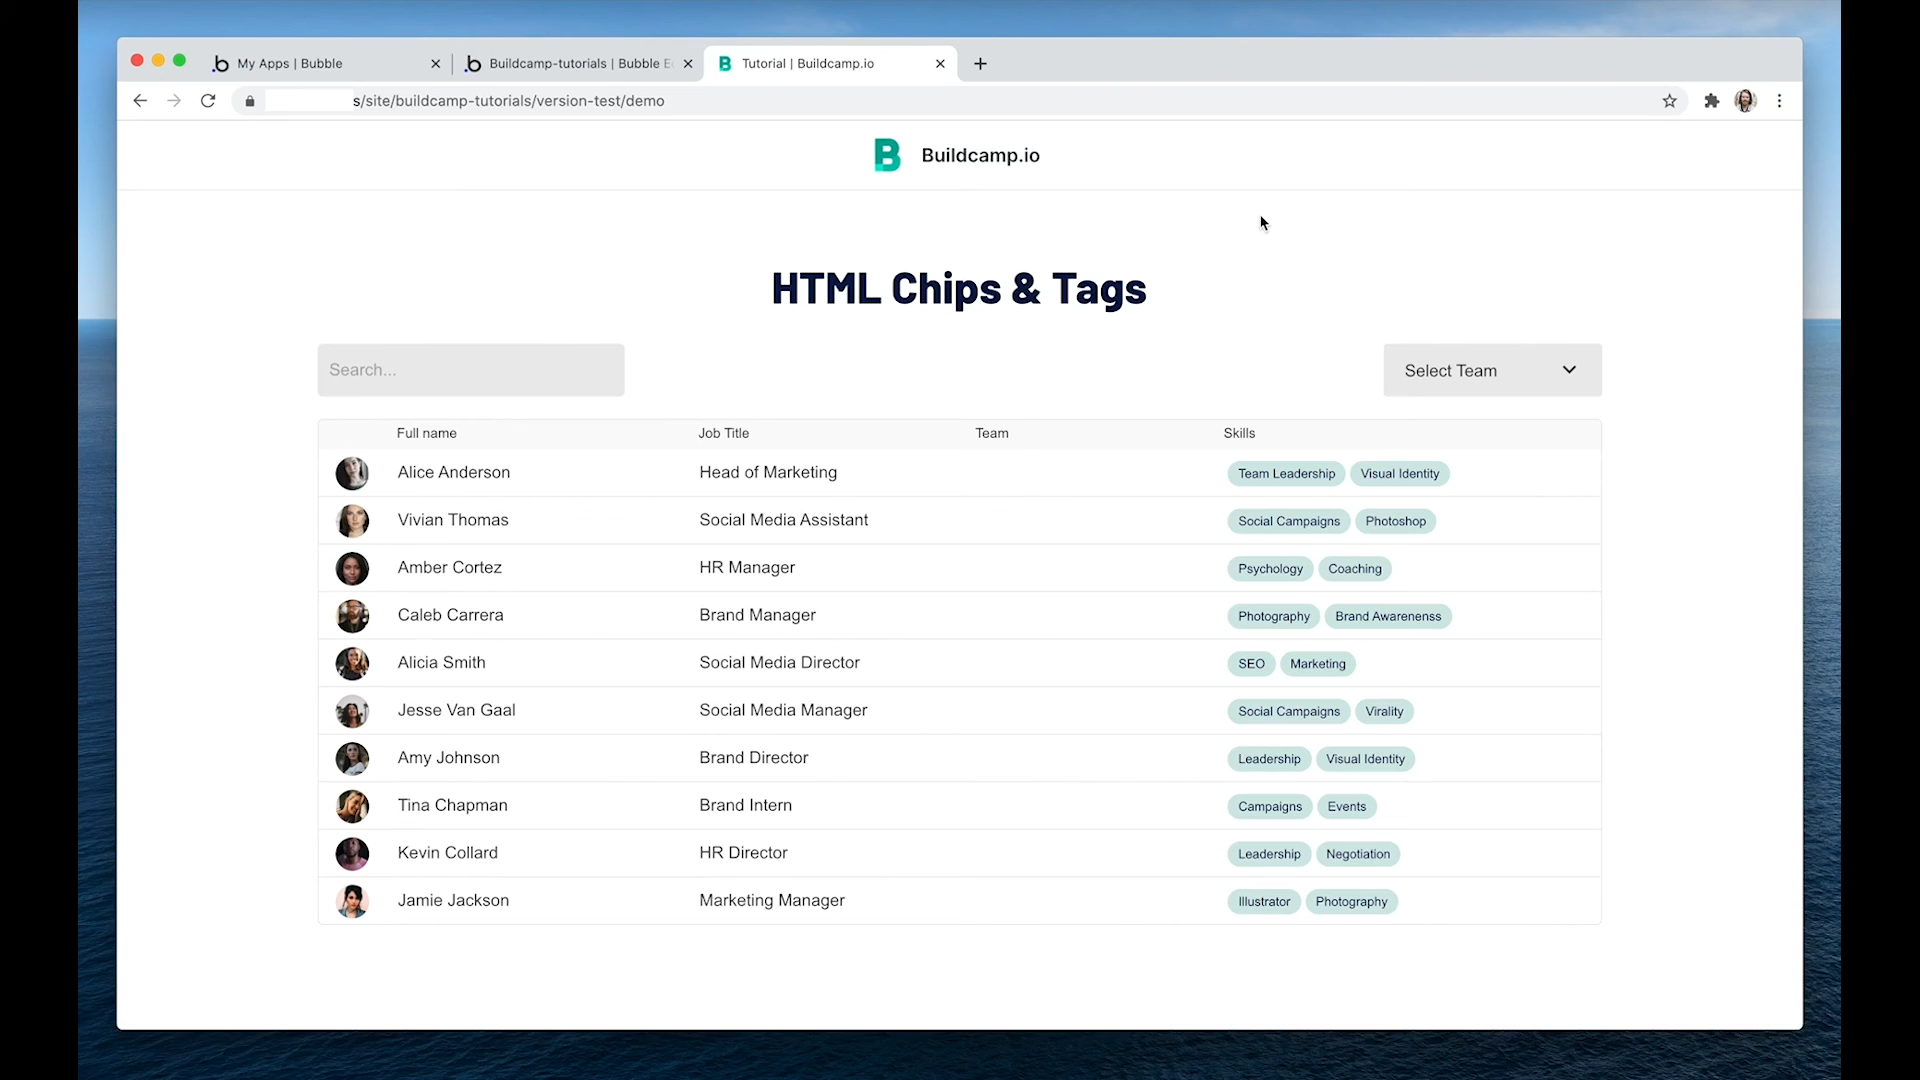 My Apps | Bubble
Buildcamp-tutorials | Bubble E
Tutorial | Buildcamp.io
s/site/buildcamp-tutorials/version-test/demo
B Buildcamp.io
HTML Chips & Tags
Search...
Select Team
Full name Job Title Team Skills
Alice Anderson Head of Marketing Team Leadership Visual Identity
Vivian Thomas Social Media Assistant Social Campaigns Photoshop
Amber Cortez HR Manager Psychology Coaching
Caleb Carrera Brand Manager Photography Brand Awarenenss
Alicia Smith Social Media Director SEO Marketing
Jesse Van Gaal Social Media Manager Social Campaigns Virality
Amy Johnson Brand Director Leadership Visual Identity
Tina Chapman Brand Intern Campaigns Events
Kevin Collard HR Director Leadership Negotiation
Jamie Jackson Marketing Manager Illustrator Photography